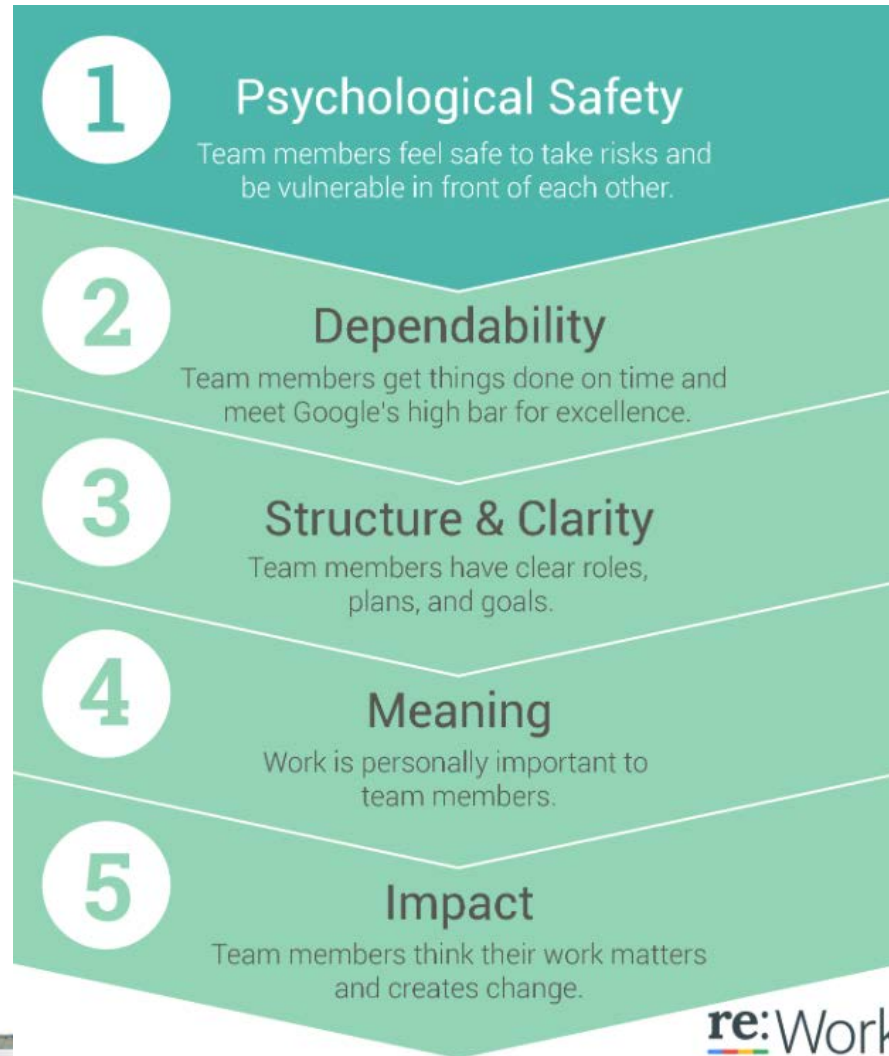 1
Psychological Safety
Team members feel safe to take risks and
be vulnerable in front of each other.
2
Dependability
Team members get things done on time and
meet Google's high bar for excellence.
3
Structure & Clarity
Team members have clear roles,
plans, and goals.
4
Meaning
Work is personally important to
team members.
5
Impact
Team members think their work matters
and creates change.
re:Work